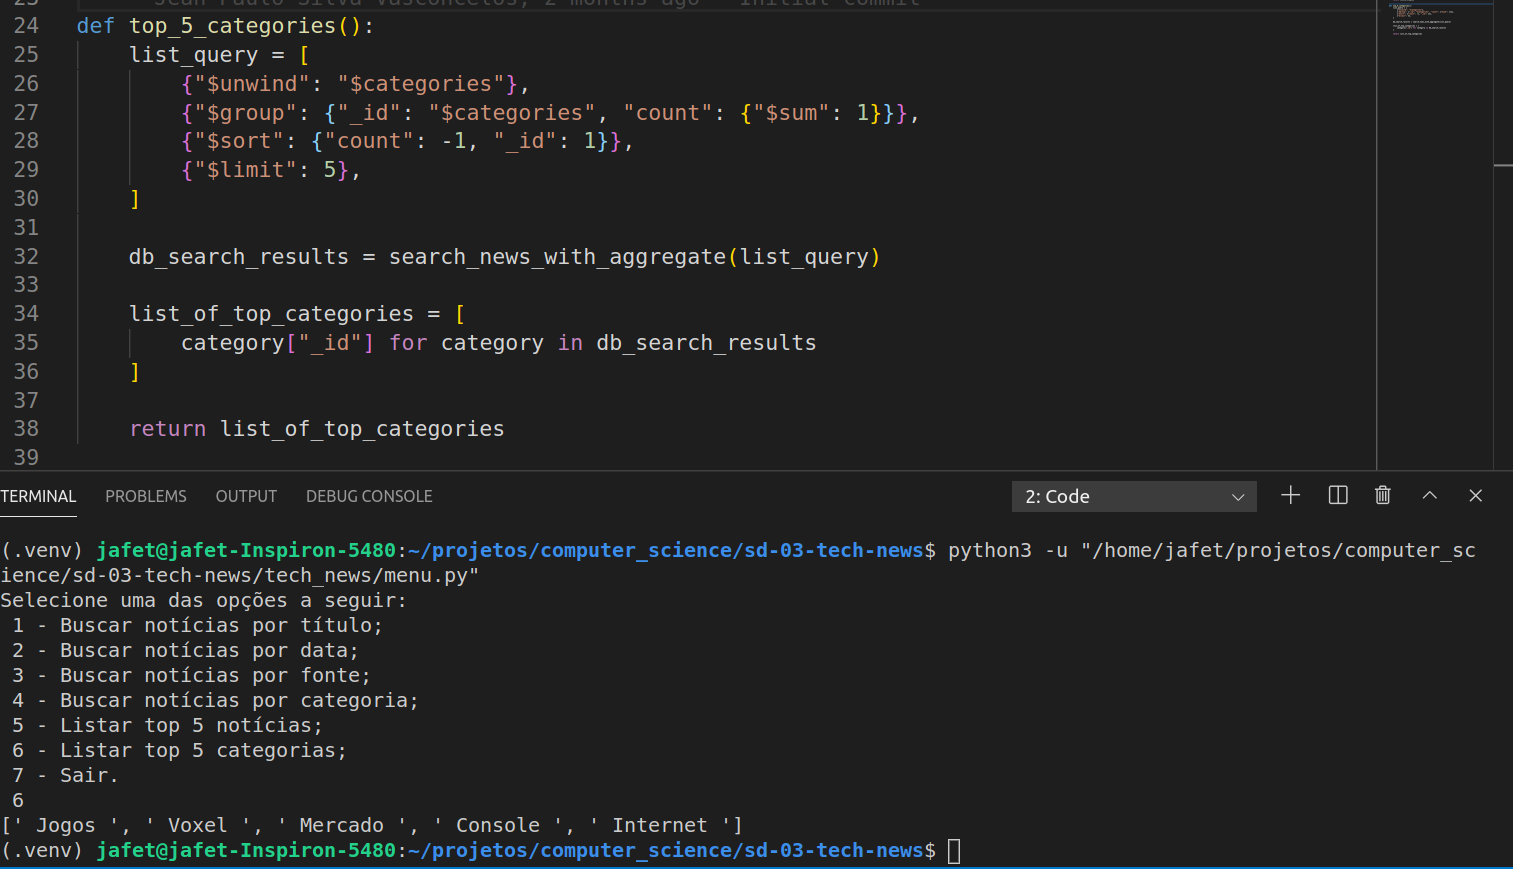 23 Jean Paulo Silva Vasconcelos, 2 months ago • Initial commit
24 def top_5_categories():
25 list_query = [
26 {"$unwind": "$categories"},
27 {"$group": {"_id": "$categories", "count": {"$sum": 1}}},
28 {"$sort": {"count": -1, "_id": 1}},
29 {"$limit": 5},
30 ]
31
32 db_search_results = search_news_with_aggregate(list_query)
33
34 list_of_top_categories = [
35 category["_id"] for category in db_search_results
36 ]
37
38 return list_of_top_categories
39
TERMINAL PROBLEMS OUTPUT DEBUG CONSOLE 2: Code
(.venv) jafet@jafet-Inspiron-5480:~/projetos/computer_science/sd-03-tech-news$ python3 -u "/home/jafet/projetos/computer_sc
ience/sd-03-tech-news/tech_news/menu.py"
Selecione uma das opções a seguir:
1 - Buscar notícias por título;
2 - Buscar notícias por data;
3 - Buscar notícias por fonte;
4 - Buscar notícias por categoria;
5 - Listar top 5 notícias;
6 - Listar top 5 categorias;
7 - Sair.
6
[' Jogos ', ' Voxel ', ' Mercado ', ' Console ', ' Internet ']
(.venv) jafet@jafet-Inspiron-5480:~/projetos/computer_science/sd-03-tech-news$